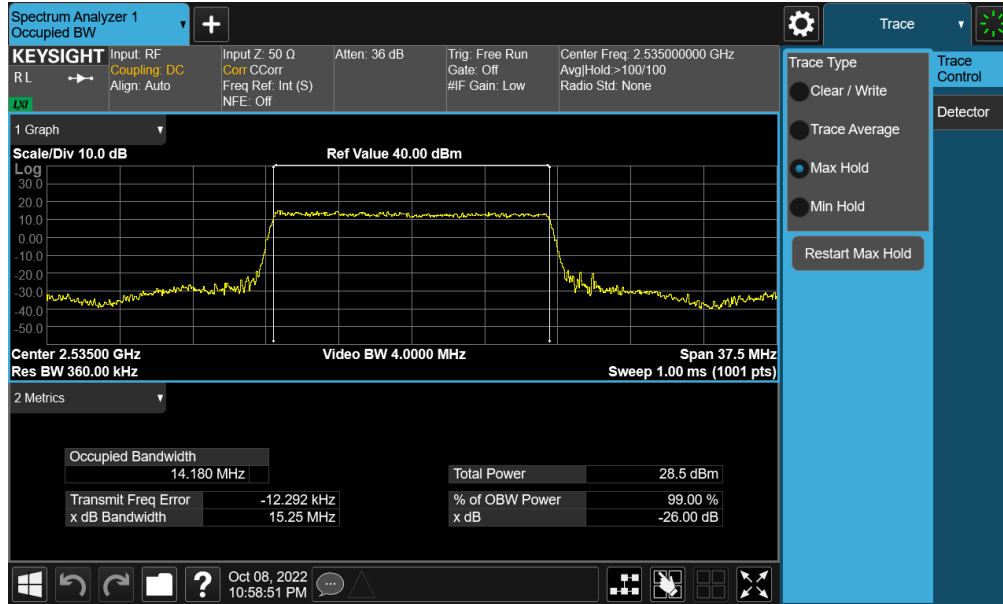 Spectrum Analyzer 1
Occupied BW
Trace
KEYSIGHT
RL
LXI
Input: RF
Coupling: DC
Align: Auto
Input Z: 50 Ω
Corr CCorr
Freq Ref: Int (S)
NFE: Off
Atten: 36 dB
Trig: Free Run
Gate: Off
#IF Gain: Low
Center Freq: 2.535000000 GHz
Avg|Hold:>100/100
Radio Std: None
Trace Type
Clear / Write
Trace Average
Max Hold
Min Hold
Restart Max Hold
Trace
Control
Detector
1 Graph
Scale/Div 10.0 dB
Ref Value 40.00 dBm
Log
30.0
20.0
10.0
0.00
-10.0
-20.0
-30.0
-40.0
-50.0
Center 2.53500 GHz
Video BW 4.0000 MHz
Span 37.5 MHz
Res BW 360.00 kHz
Sweep 1.00 ms (1001 pts)
2 Metrics
Occupied Bandwidth
14.180 MHz
Total Power 28.5 dBm
Transmit Freq Error -12.292 kHz
% of OBW Power 99.00 %
x dB Bandwidth 15.25 MHz
x dB -26.00 dB
?
Oct 08, 2022
10:58:51 PM